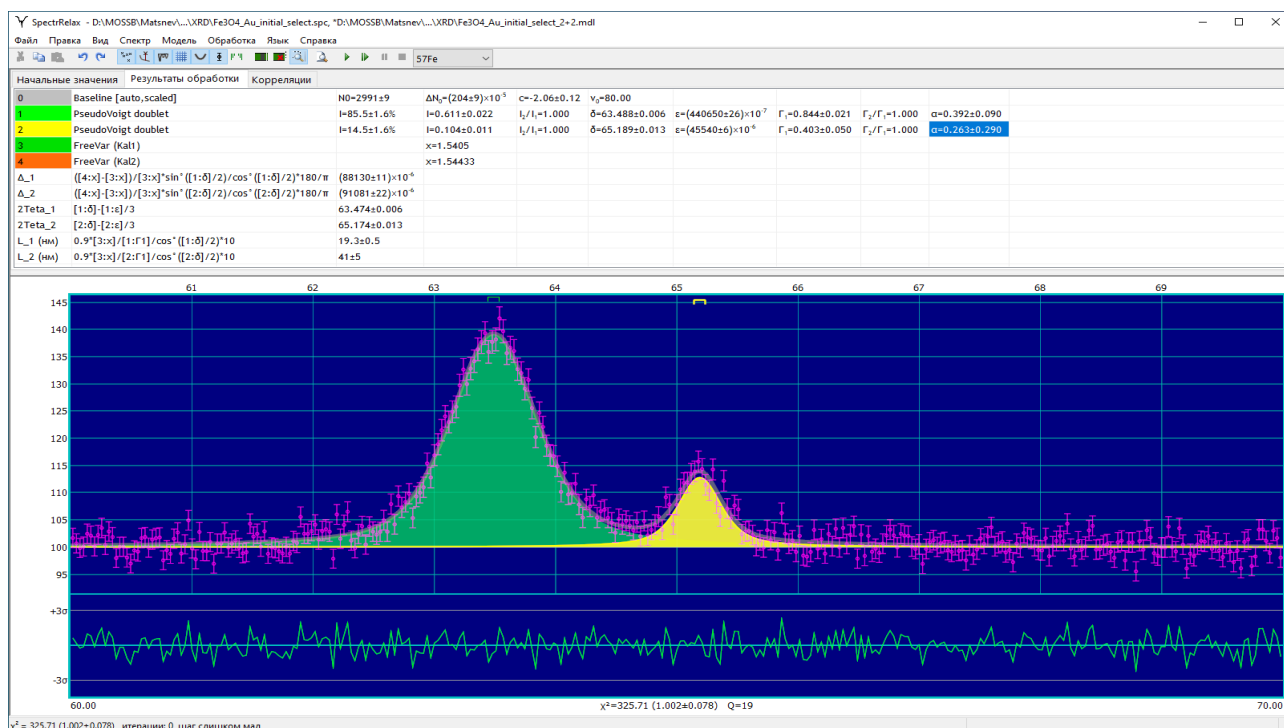 SpectrRelax - D:\MOSSB\Matsnev\...\XRD\Fe3O4_Au_initial_select.spc, *D:\MOSSB\Matsnev\...\XRD\Fe3O4_Au_initial_select_2+2.mdl
Файл Правка Вид Спектр Модель Обработка Язык Справка
57Fe
Начальные значения Результаты обработки Корреляции
0 Baseline [auto,scaled] N0=2991±9 ΔN₀=(204±9)×10⁻⁵ c=-2.06±0.12 v₀=80.00
1 PseudoVoigt doublet I=85.5±1.6% I=0.611±0.022 I₂/I₁=1.000 δ=63.488±0.006 ε=(440650±26)×10⁻⁷ Γ₁=0.844±0.021 Γ₂/Γ₁=1.000 α=0.392±0.090
2 PseudoVoigt doublet I=14.5±1.6% I=0.104±0.011 I₂/I₁=1.000 δ=65.189±0.013 ε=(45540±6)×10⁻⁶ Γ₁=0.403±0.050 Γ₂/Γ₁=1.000 α=0.263±0.290
3 FreeVar (Kal1) x=1.5405
4 FreeVar (Kal2) x=1.54433
Δ_1 ([4:x]-[3:x])/[3:x]*sin°([1:δ]/2)/cos°([1:δ]/2)*180/π (88130±11)×10⁻⁶
Δ_2 ([4:x]-[3:x])/[3:x]*sin°([2:δ]/2)/cos°([2:δ]/2)*180/π (91081±22)×10⁻⁶
2Teta_1 [1:δ]-[1:ε]/3 63.474±0.006
2Teta_2 [2:δ]-[2:ε]/3 65.174±0.013
L_1 (нм) 0.9*[3:x]/[1:Γ1]/cos°([1:δ]/2)*10 19.3±0.5
L_2 (нм) 0.9*[3:x]/[2:Γ1]/cos°([2:δ]/2)*10 41±5
61 62 63 64 65 66 67 68 69
145
140
135
130
125
120
115
110
105
100
95
+3σ
-3σ
60.00 χ²=325.71 (1.002±0.078) Q=19 70.00
χ² = 325.71 (1.002±0.078) итерации: 0 шаг слишком мал